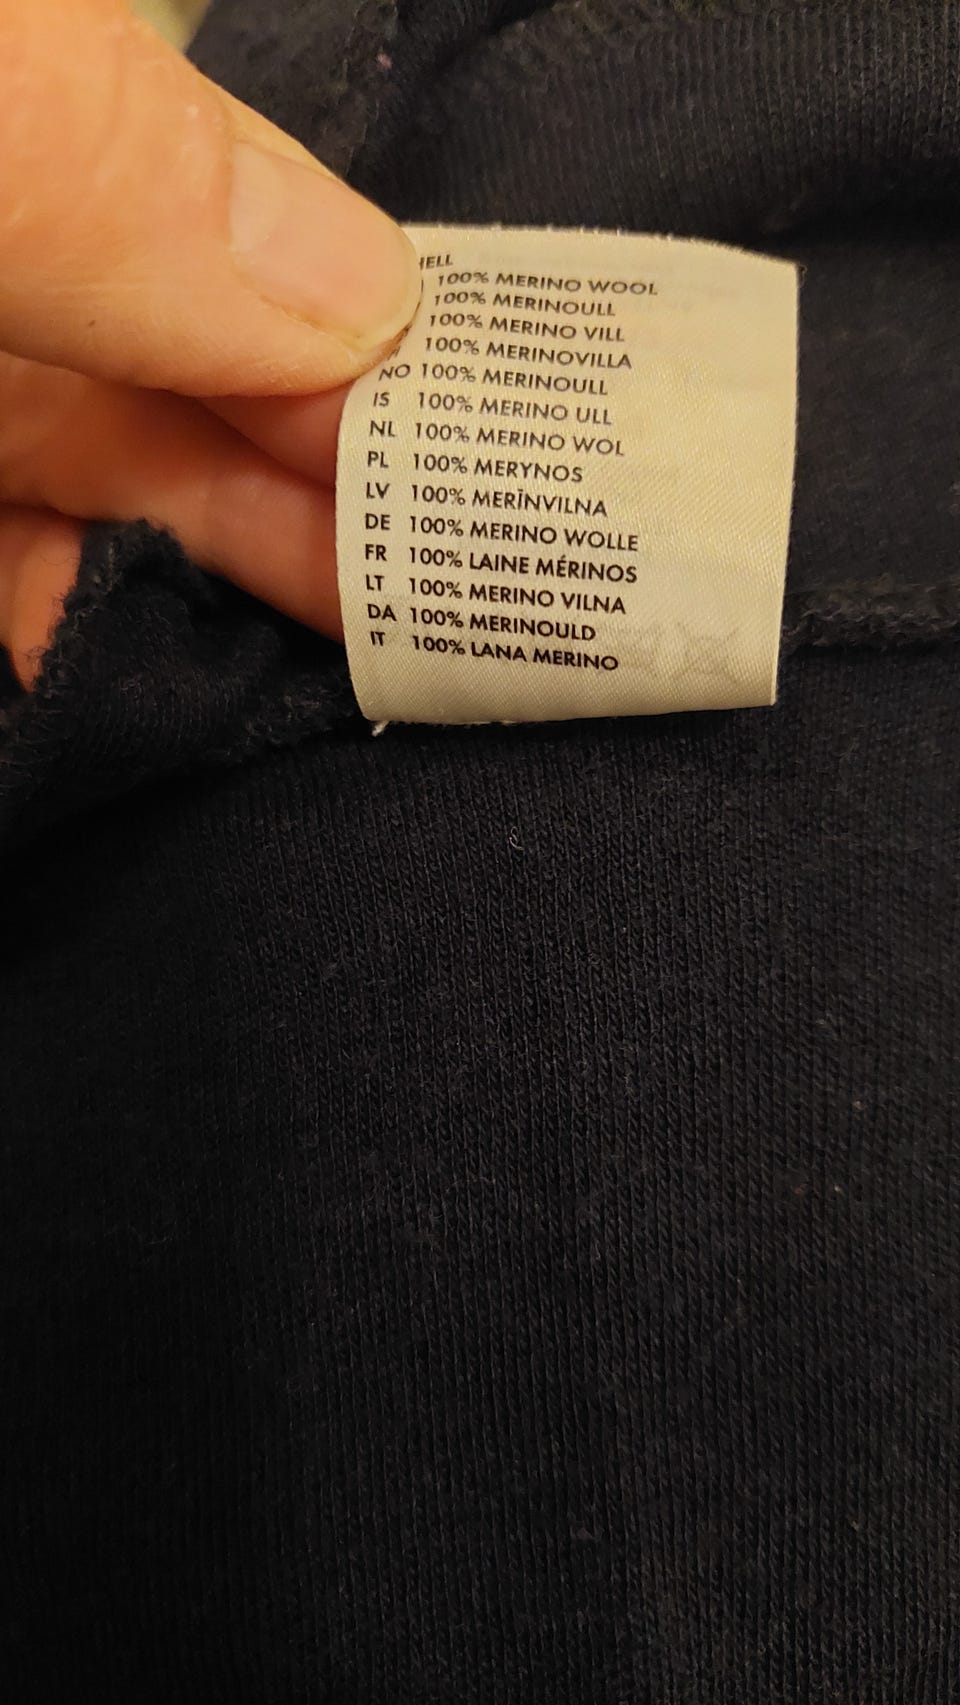 100% MERINO WOOL
100% MERINOULL
100% MERINO VILL
100% MERINOVILLA
NO 100% MERINOULL
IS 100% MERINO ULL
NL 100% MERINO WOL
PL 100% MERYNOS
LV 100% MERĪNVILNA
DE 100% MERINO WOLLE
FR 100% LAINE MÉRINOS
LT 100% MERINO VILNA
DA 100% MERINOULD
IT 100% LANA MERINO